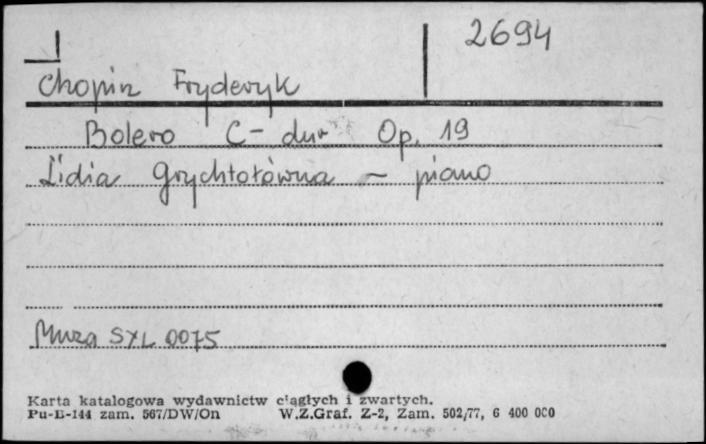 2694
Chopin Fryderyk
Bolero C-dur Op. 19
Lidia Grychtołówna - piano
Muza SXL 0075
Karta katalogowa wydawnictw ciągłych i zwartych.
Pu-B-144 zam. 567/DW/On W.Z.Graf. Z-2, Zam. 502/77, 6 400 000